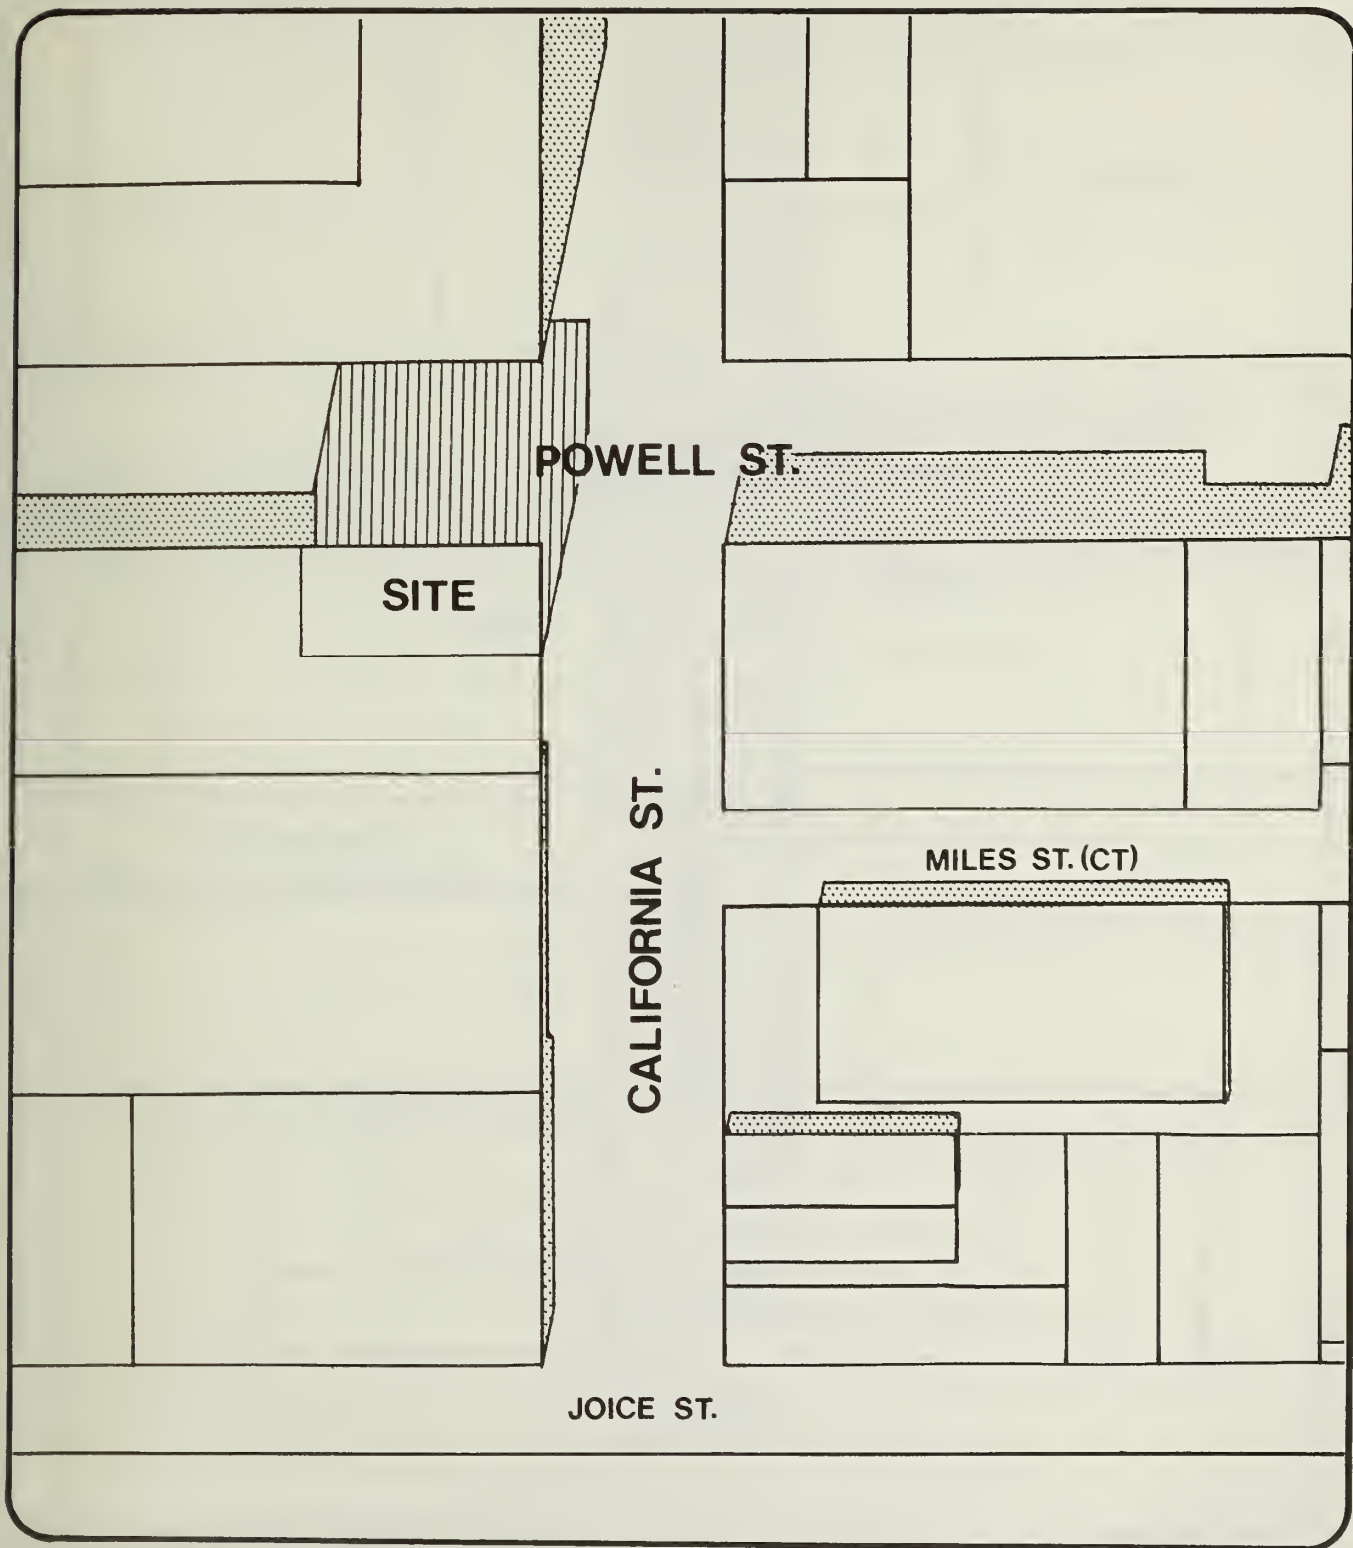 POWELL ST.
SITE
CALIFORNIA ST.
MILES ST. (CT)
JOICE ST.